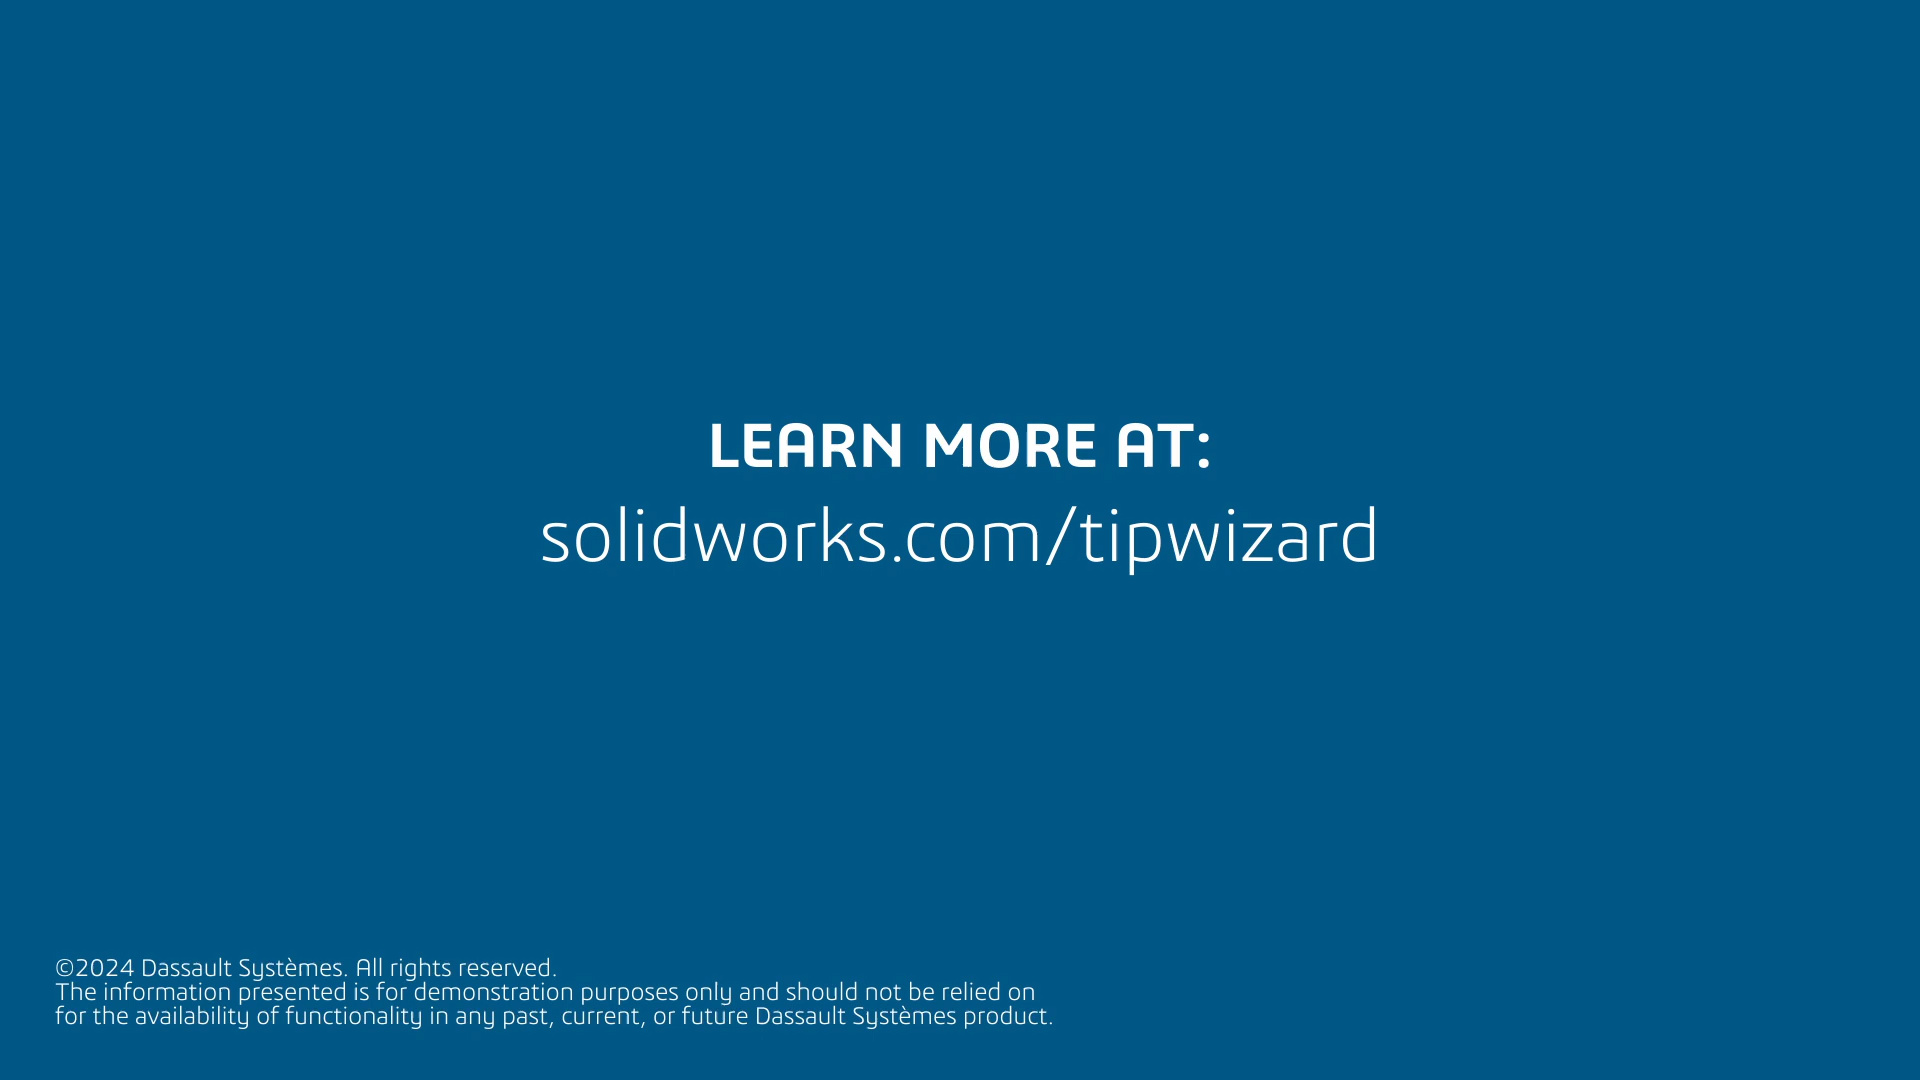 LEARN MORE AT:
solidworks.com/tipwizard
©2024 Dassault Systèmes. All rights reserved.
The information presented is for demonstration purposes only and should not be relied on
for the availability of functionality in any past, current, or future Dassault Systèmes product.